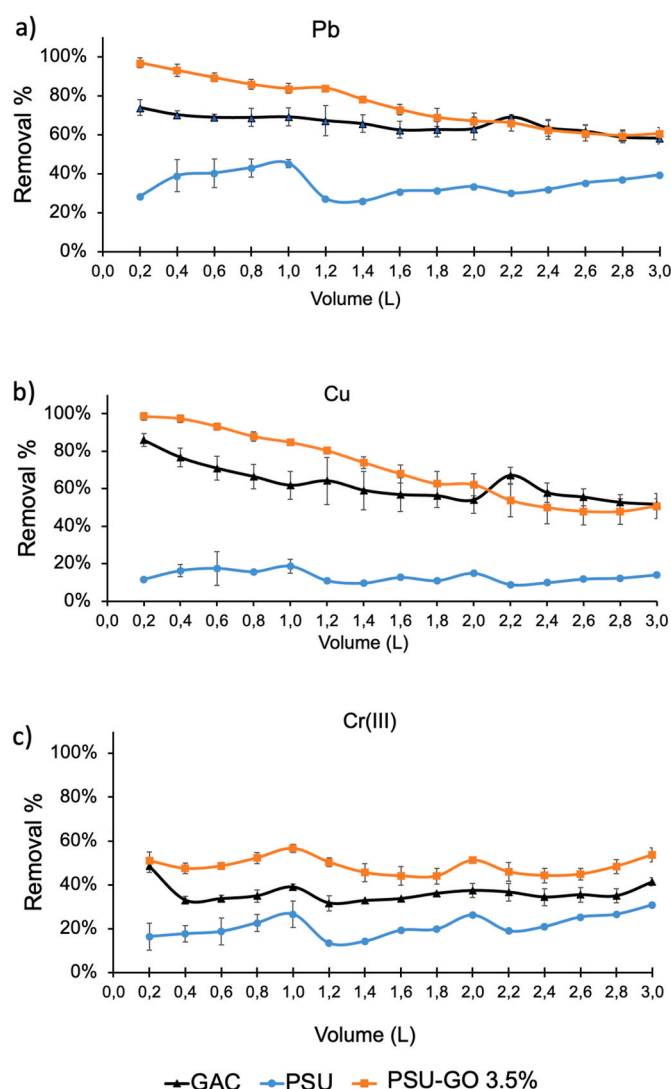 a)
Pb
Removal %
100%
80%
60%
40%
20%
0%
0,0 0,2 0,4 0,6 0,8 1,0 1,2 1,4 1,6 1,8 2,0 2,2 2,4 2,6 2,8 3,0
Volume (L)
b)
Cu
Removal %
100%
80%
60%
40%
20%
0%
0,0 0,2 0,4 0,6 0,8 1,0 1,2 1,4 1,6 1,8 2,0 2,2 2,4 2,6 2,8 3,0
Volume (L)
c)
Cr(III)
Removal %
100%
80%
60%
40%
20%
0%
0,0 0,2 0,4 0,6 0,8 1,0 1,2 1,4 1,6 1,8 2,0 2,2 2,4 2,6 2,8 3,0
Volume (L)
GAC PSU PSU-GO 3.5%